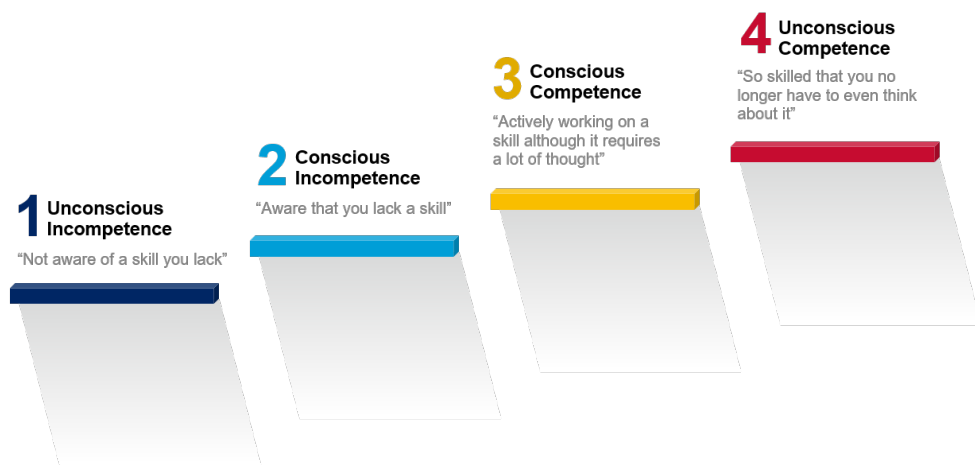 1 Unconscious
Incompetence
“Not aware of a skill you lack”
2 Conscious
Incompetence
“Aware that you lack a skill”
3 Conscious
Competence
“Actively working on a
skill although it requires
a lot of thought”
4 Unconscious
Competence
“So skilled that you no
longer have to even think
about it”